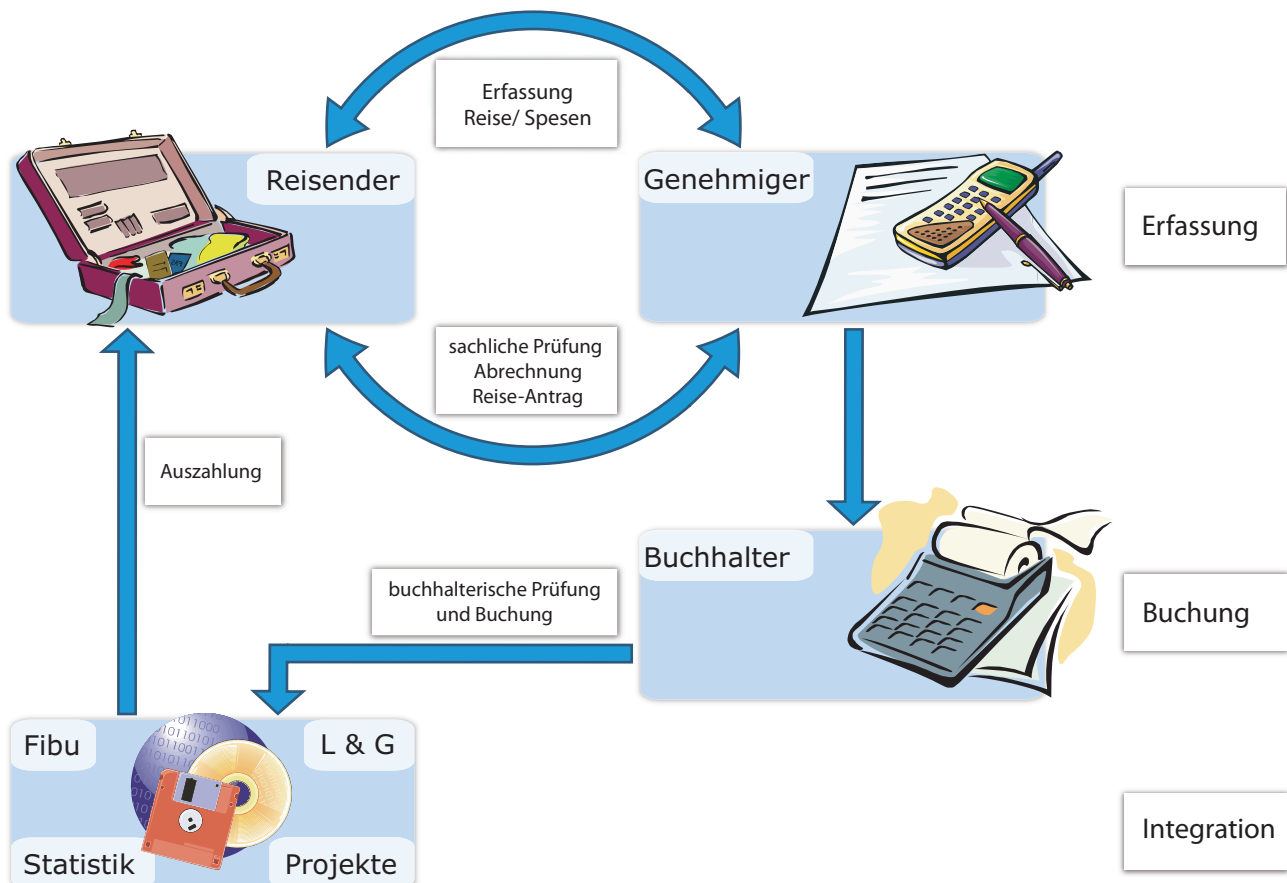 Erfassung
Reise/ Spesen
Reisender
Genehmiger
Erfassung
sachliche Prüfung
Abrechnung
Reise-Antrag
Auszahlung
Buchhalter
buchhalterische Prüfung
und Buchung
Buchung
Fibu
L & G
Statistik
Projekte
Integration